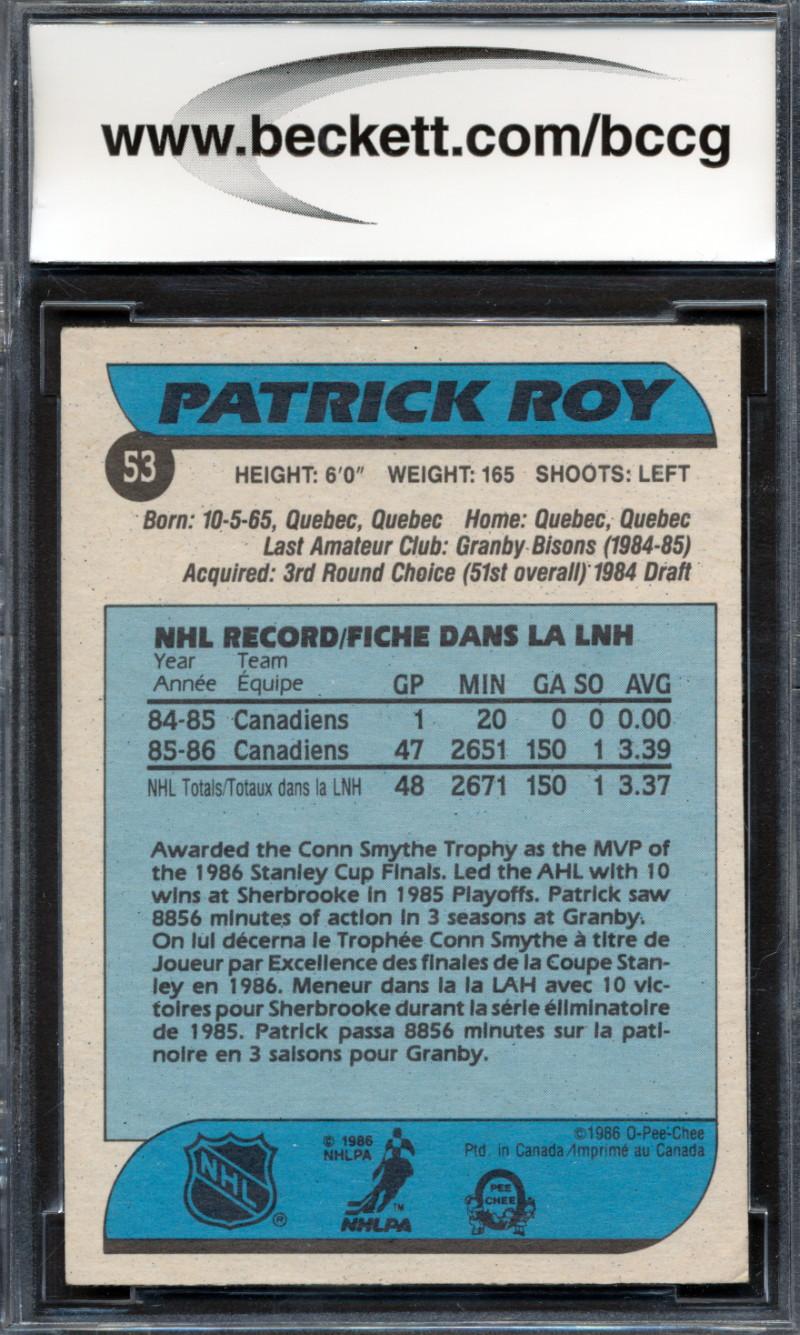 www.beckett.com/bccg
PATRICK ROY
53
HEIGHT: 6'0" WEIGHT: 165 SHOOTS: LEFT
Born: 10-5-65, Quebec, Quebec Home: Quebec, Quebec
Last Amateur Club: Granby Bisons (1984-85)
Acquired: 3rd Round Choice (51st overall) 1984 Draft
NHL RECORD/FICHE DANS LA LNH
Year Team
Année Équipe GP MIN GA SO AVG
84-85 Canadiens 1 20 0 0 0.00
85-86 Canadiens 47 2651 150 1 3.39
NHL Totals/Totaux dans la LNH 48 2671 150 1 3.37
Awarded the Conn Smythe Trophy as the MVP of
the 1986 Stanley Cup Finals. Led the AHL with 10
wins at Sherbrooke in 1985 Playoffs. Patrick saw
8856 minutes of action in 3 seasons at Granby.
On lui décerna le Trophée Conn Smythe à titre de
Joueur par Excellence des finales de la Coupe Stan-
ley en 1986. Meneur dans la la LAH avec 10 vic-
toires pour Sherbrooke durant la série éliminatoire
de 1985. Patrick passa 8856 minutes sur la pati-
noire en 3 saisons pour Granby.
NHL ®
© 1986
NHLPA
TM
NHLPA
©1986 O-Pee-Chee
Ptd. in Canada/Imprimé au Canada
PEE
CHEE